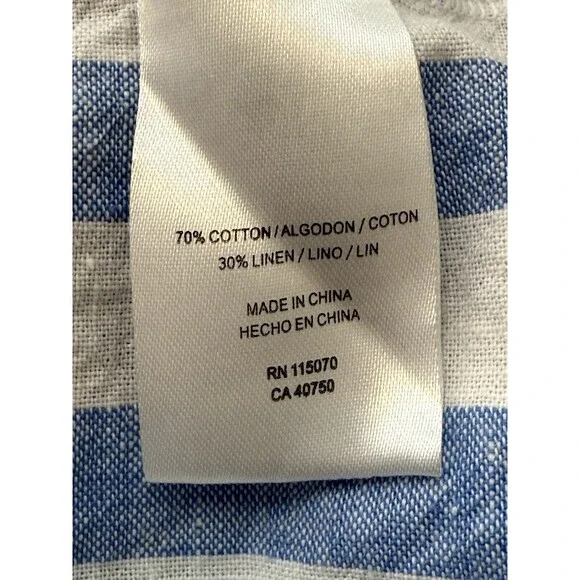 70% COTTON / ALGODON / COTON
30% LINEN / LINO / LIN
MADE IN CHINA
HECHO EN CHINA
RN 115070
CA 40750